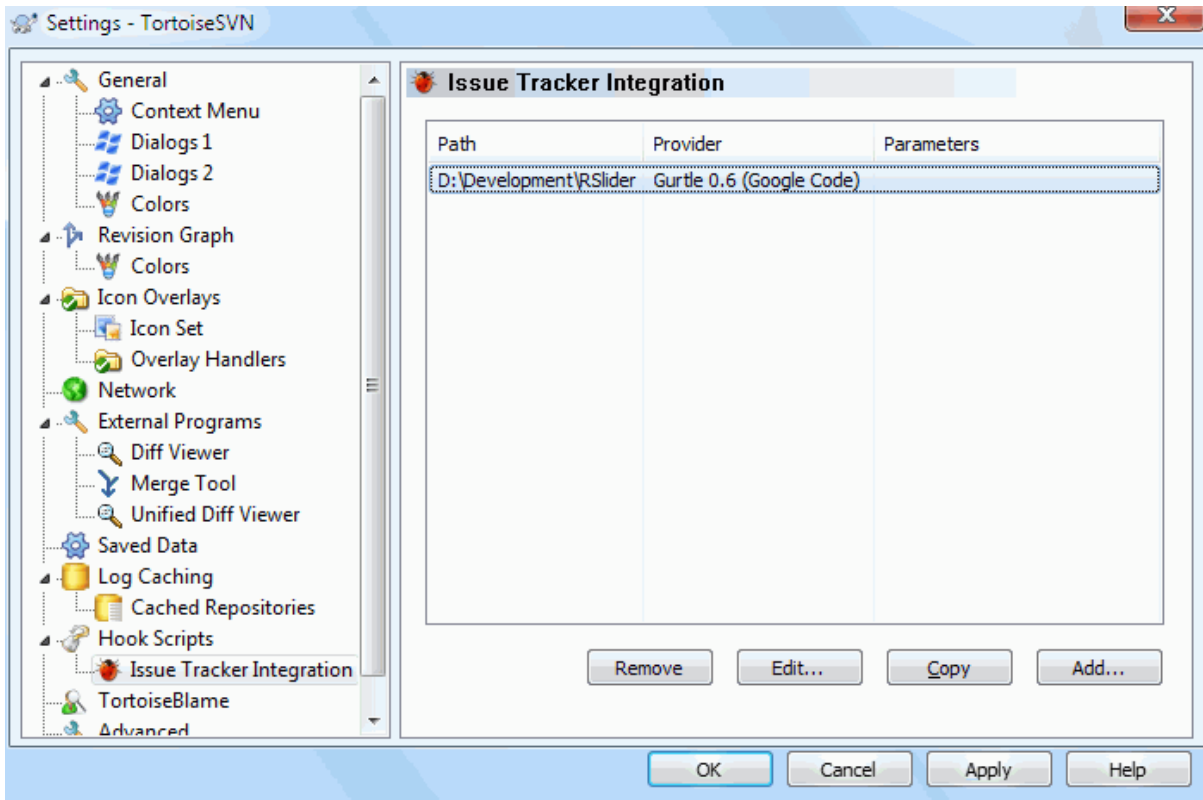 Settings - TortoiseSVN
General
Context Menu
Dialogs 1
Dialogs 2
Colors
Revision Graph
Colors
Icon Overlays
Icon Set
Overlay Handlers
Network
External Programs
Diff Viewer
Merge Tool
Unified Diff Viewer
Saved Data
Log Caching
Cached Repositories
Hook Scripts
Issue Tracker Integration
TortoiseBlame
Advanced
Issue Tracker Integration
Path Provider Parameters
D:\Development\RSlider Gurtle 0.6 (Google Code)
Remove Edit... Copy Add...
OK Cancel Apply Help